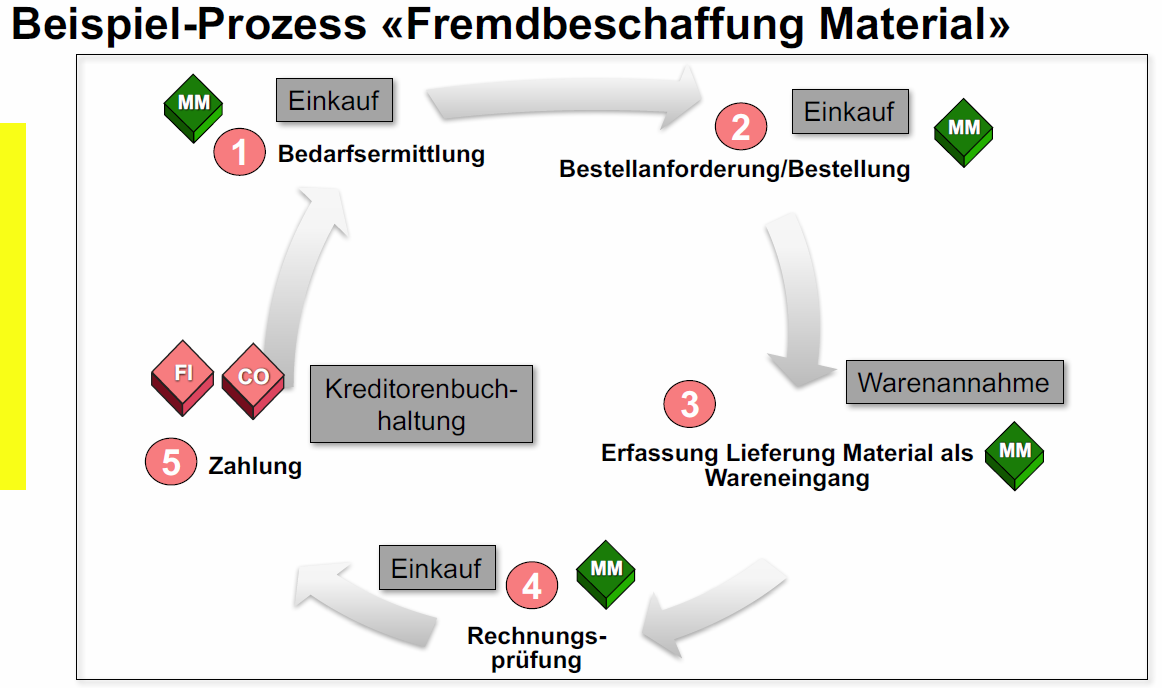 Beispiel-Prozess «Fremdbeschaffung Material»
MM
Einkauf
1
Bedarfsermittlung
2
Einkauf
MM
Bestellanforderung/Bestellung
3
Warenannahme
Erfassung Lieferung Material als
Wareneingang
MM
Einkauf
4
MM
Rechnungs-
prüfung
FI
CO
Kreditorenbuch-
haltung
5
Zahlung